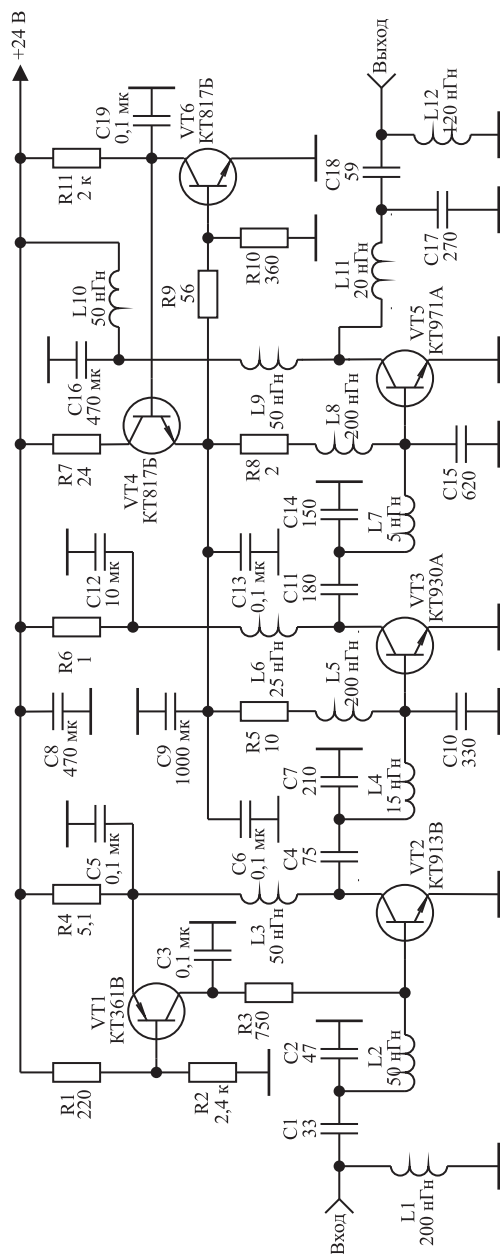 +24 В
R1
220
R2
2,4 к
VT1
КТ361В
R4
5,1
C5
0,1 мк
C3
0,1 мк
R3
750
L3
50 нГн
C8
470 мк
C9
1000 мк
C6
0,1 мк
R6
1
C12
10 мк
C13
0,1 мк
R5
10
L6
25 нГн
L5
200 нГн
R7
24
VT4
КТ817Б
C16
470 мк
L10
50 нГн
R8
2
L9
50 нГн
L8
200 нГн
R9
56
R10
360
R11
2 к
C19
0,1 мк
VT6
КТ817Б
Вход
L1
200 нГн
C1
33
C2
47
L2
50 нГн
VT2
КТ913В
C4
75
C7
210
L4
15 нГн
C10
330
VT3
КТ930А
C11
180
C14
150
L7
5 нГн
C15
620
VT5
КТ971А
L11
20 нГн
C17
270
C18
59
L12
120 нГн
Выход